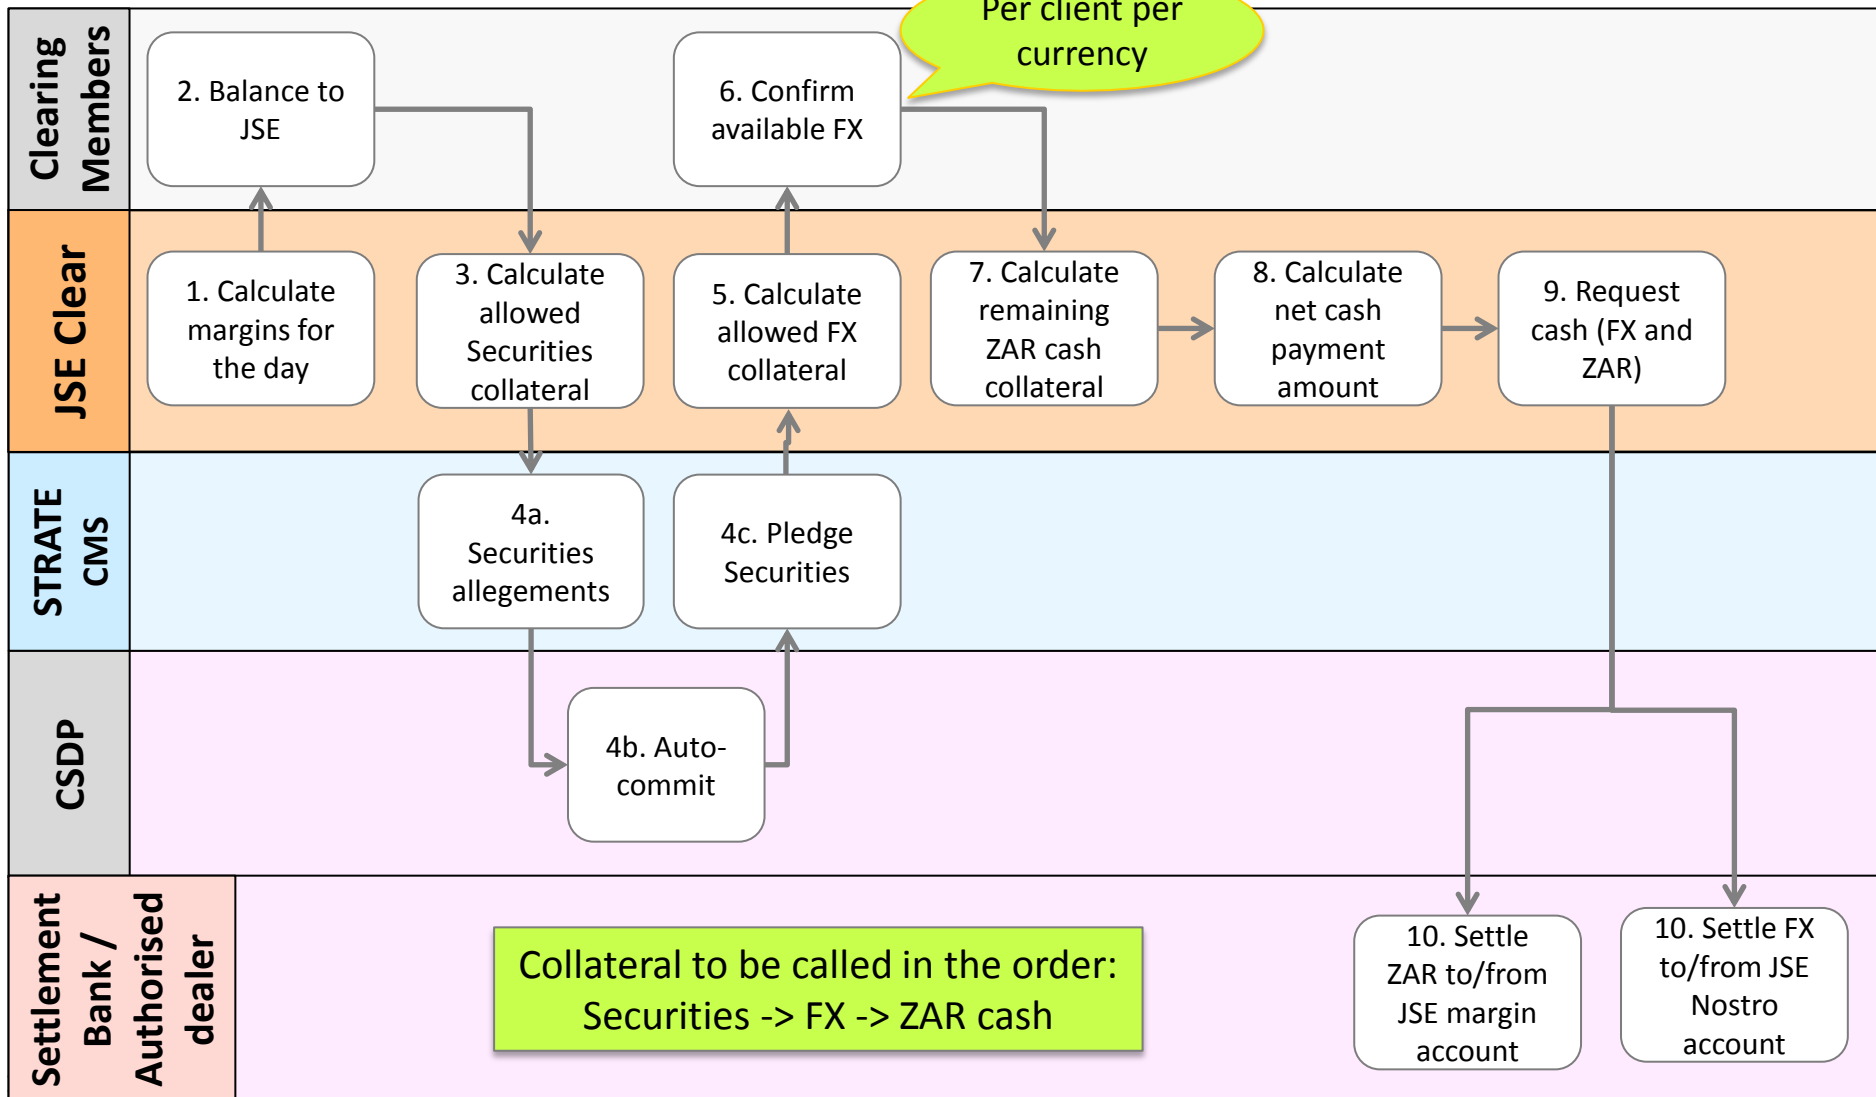 Per client per
currency
Clearing
Members
2. Balance to
JSE
6. Confirm
available FX
JSE Clear
1. Calculate
margins for
the day
3. Calculate
allowed
Securities
collateral
5. Calculate
allowed FX
collateral
7. Calculate
remaining
ZAR cash
collateral
8. Calculate
net cash
payment
amount
9. Request
cash (FX and
ZAR)
STRATE
CMS
4a.
Securities
allegements
4c. Pledge
Securities
CSDP
4b. Auto-
commit
Settlement
Bank /
Authorised
dealer
Collateral to be called in the order:
Securities -> FX -> ZAR cash
10. Settle
ZAR to/from
JSE margin
account
10. Settle FX
to/from JSE
Nostro
account